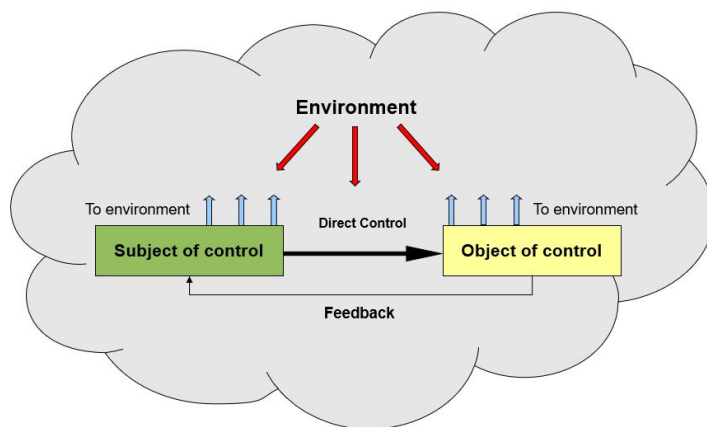 Environment
To environment
Direct Control
To environment
Subject of control
Object of control
Feedback